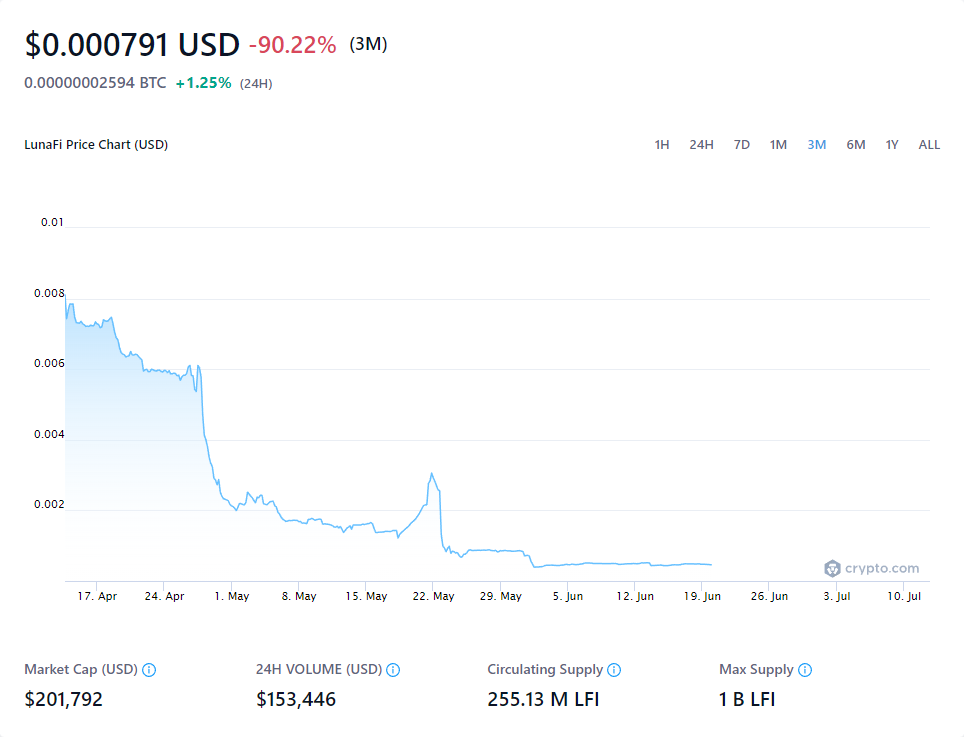 $0.000791 USD -90.22% (3M)
0.00000002594 BTC +1.25% (24H)
LunaFi Price Chart (USD)
1H 24H 7D 1M 3M 6M 1Y ALL
0.01
0.008
0.006
0.004
0.002
crypto.com
17. Apr 24. Apr 1. May 8. May 15. May 22. May 29. May 5. Jun 12. Jun 19. Jun 26. Jun 3. Jul 10. Jul
Market Cap (USD) 24H VOLUME (USD) Circulating Supply Max Supply
$201,792 $153,446 255.13 M LFI 1 B LFI